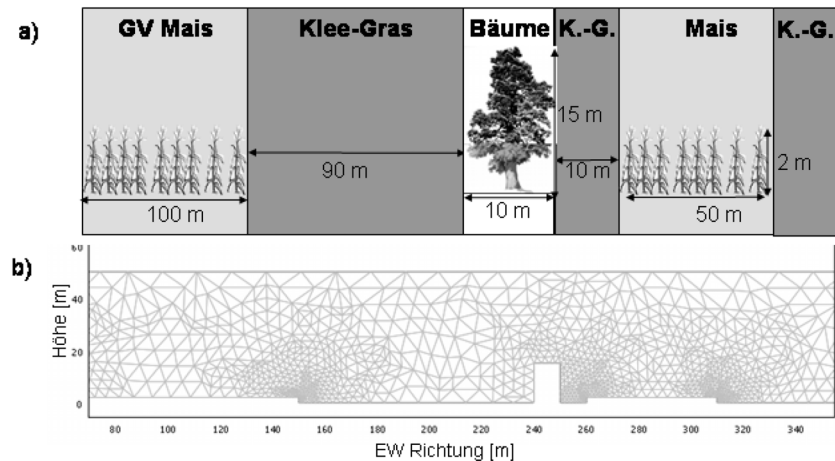 a) GV Mais Klee-Gras Bäume K.-G. Mais K.-G.
15 m
90 m 10 m 2 m
100 m 10 m 50 m
b) 60
40
20
0
Höhe [m]
80 100 120 140 160 180 200 220 240 260 280 300 320 340
EW Richtung [m]